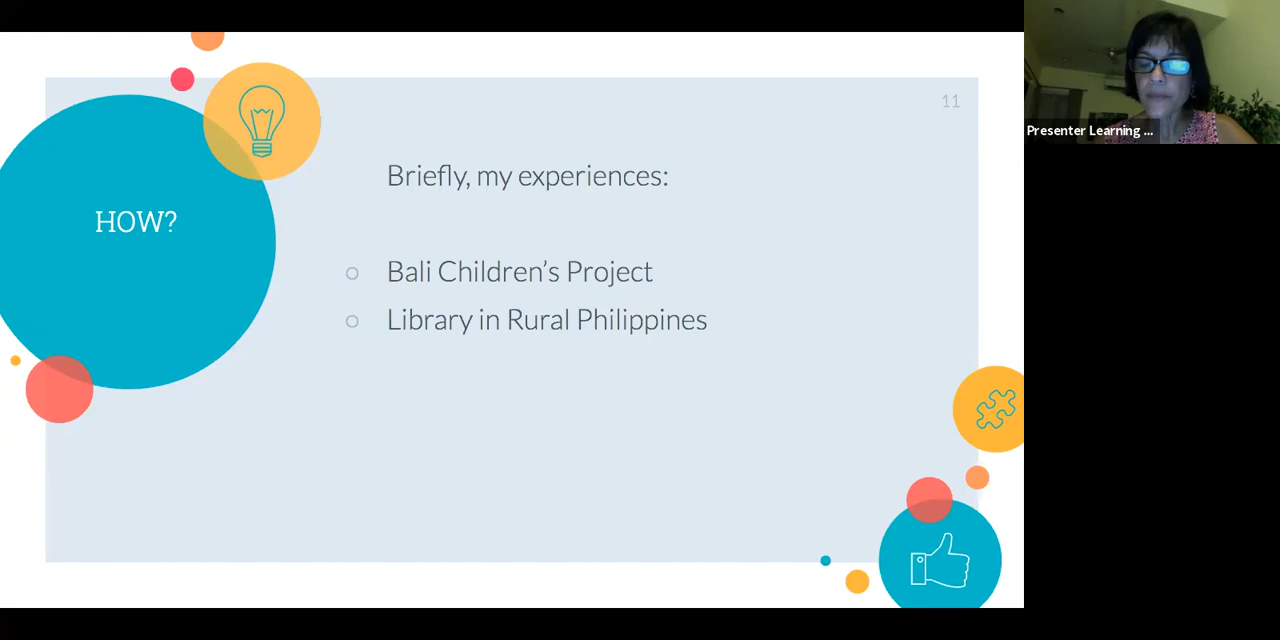 11
Briefly, my experiences:
HOW?
Bali Children’s Project
Library in Rural Philippines
Presenter Learning ...